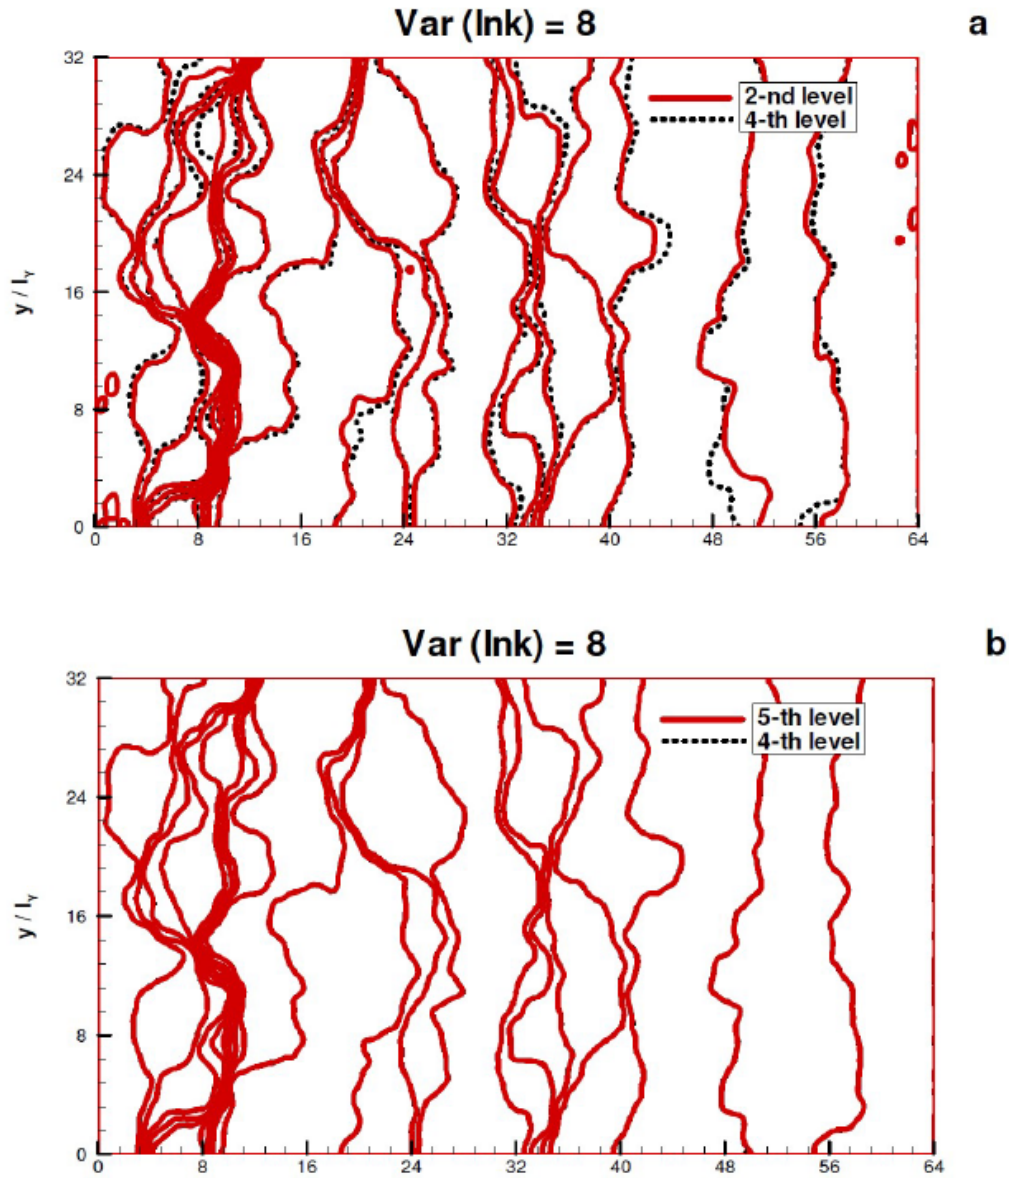 Var (lnk) = 8
a
32
2-nd level
4-th level
24
y / lᵧ
16
8
0
0 8 16 24 32 40 48 56 64
Var (lnk) = 8
b
32
5-th level
4-th level
24
y / lᵧ
16
8
0
0 8 16 24 32 40 48 56 64